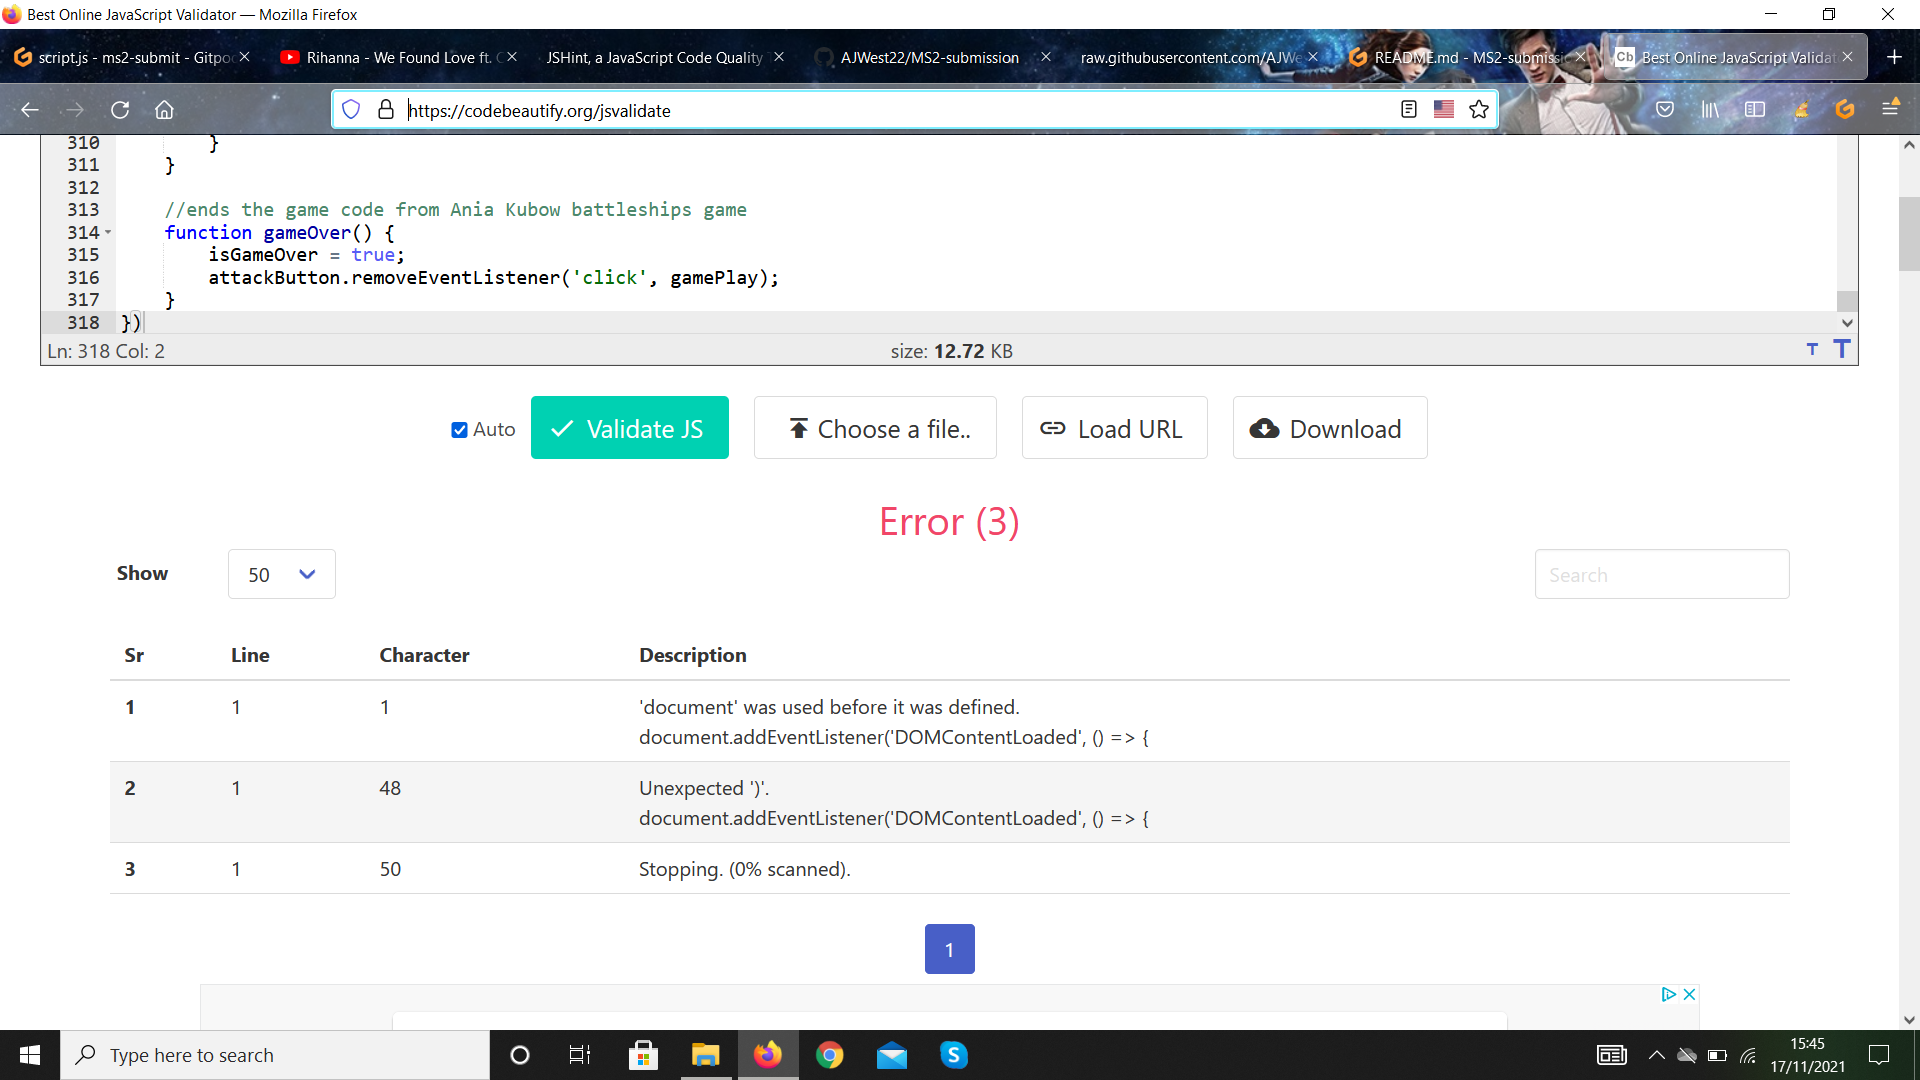 Best Online JavaScript Validator — Mozilla Firefox
script.js - ms2-submit - Gitpod
Rihanna - We Found Love ft. C
JSHint, a JavaScript Code Quality T
AJWest22/MS2-submission
raw.githubusercontent.com/AJWe
README.md - MS2-submissi
Cb Best Online JavaScript Validat
https://codebeautify.org/jsvalidate
310 }
311 }
312
313 //ends the game code from Ania Kubow battleships game
314 function gameOver() {
315 isGameOver = true;
316 attackButton.removeEventListener('click', gamePlay);
317 }
318 })
Ln: 318 Col: 2 size: 12.72 KB T T
Auto Validate JS Choose a file.. Load URL Download
Error (3)
Show 50 Search
Sr Line Character Description
1 1 1 'document' was used before it was defined.
document.addEventListener('DOMContentLoaded', () => {
2 1 48 Unexpected ')'.
document.addEventListener('DOMContentLoaded', () => {
3 1 50 Stopping. (0% scanned).
1
Type here to search
S
15:45
17/11/2021